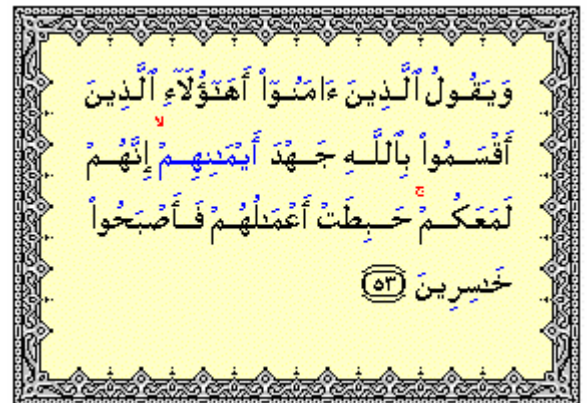 وَيَقُولُ ٱلَّذِينَ ءَامَنُوٓا۟ أَهَـٰٓؤُلَآءِ ٱلَّذِينَ
أَقْسَمُوا۟ بِٱللَّهِ جَهْدَ أَيْمَـٰنِهِمْ ۙ إِنَّهُمْ
لَمَعَكُمْ ۚ حَبِطَتْ أَعْمَـٰلُهُمْ فَأَصْبَحُوا۟
خَـٰسِرِينَ ٥٣